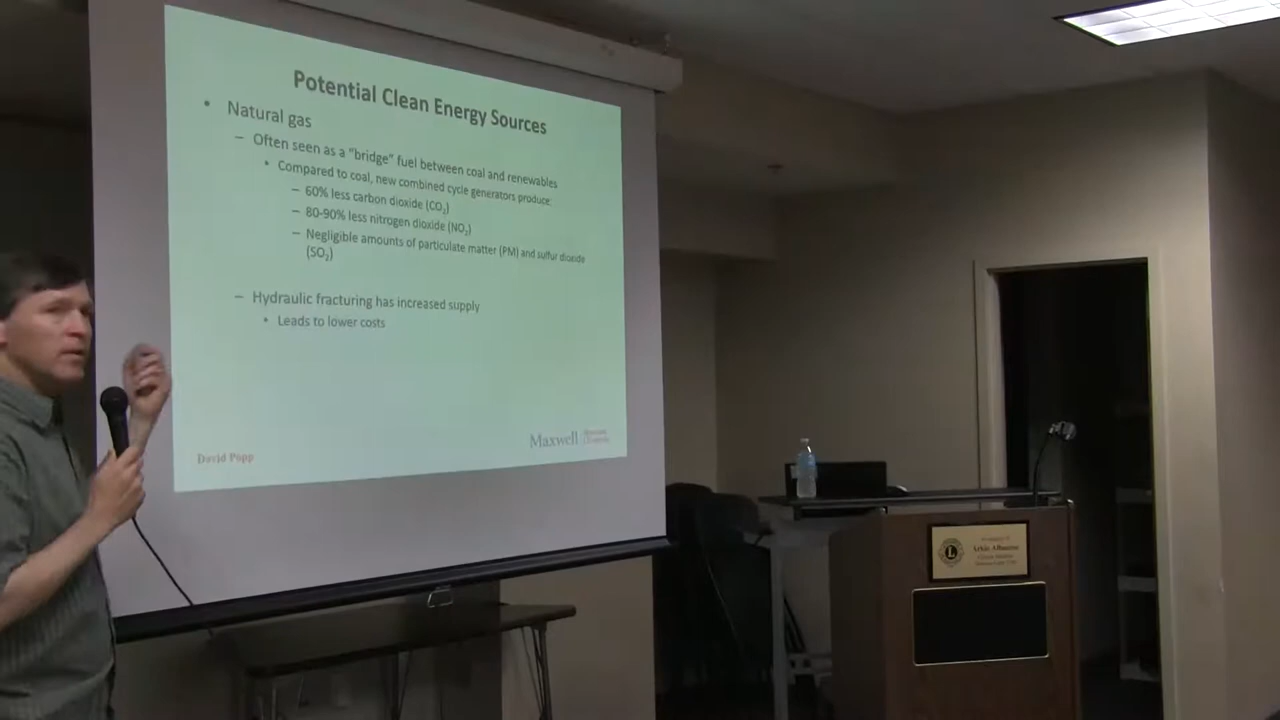 Potential Clean Energy Sources
• Natural gas
– Often seen as a "bridge" fuel between coal and renewables
• Compared to coal, new combined cycle generators produce:
– 60% less carbon dioxide (CO₂)
– 80-90% less nitrogen dioxide (NO₂)
– Negligible amounts of particulate matter (PM) and sulfur dioxide
(SO₂)
– Hydraulic fracturing has increased supply
• Leads to lower costs
David Popp
Maxwell
L